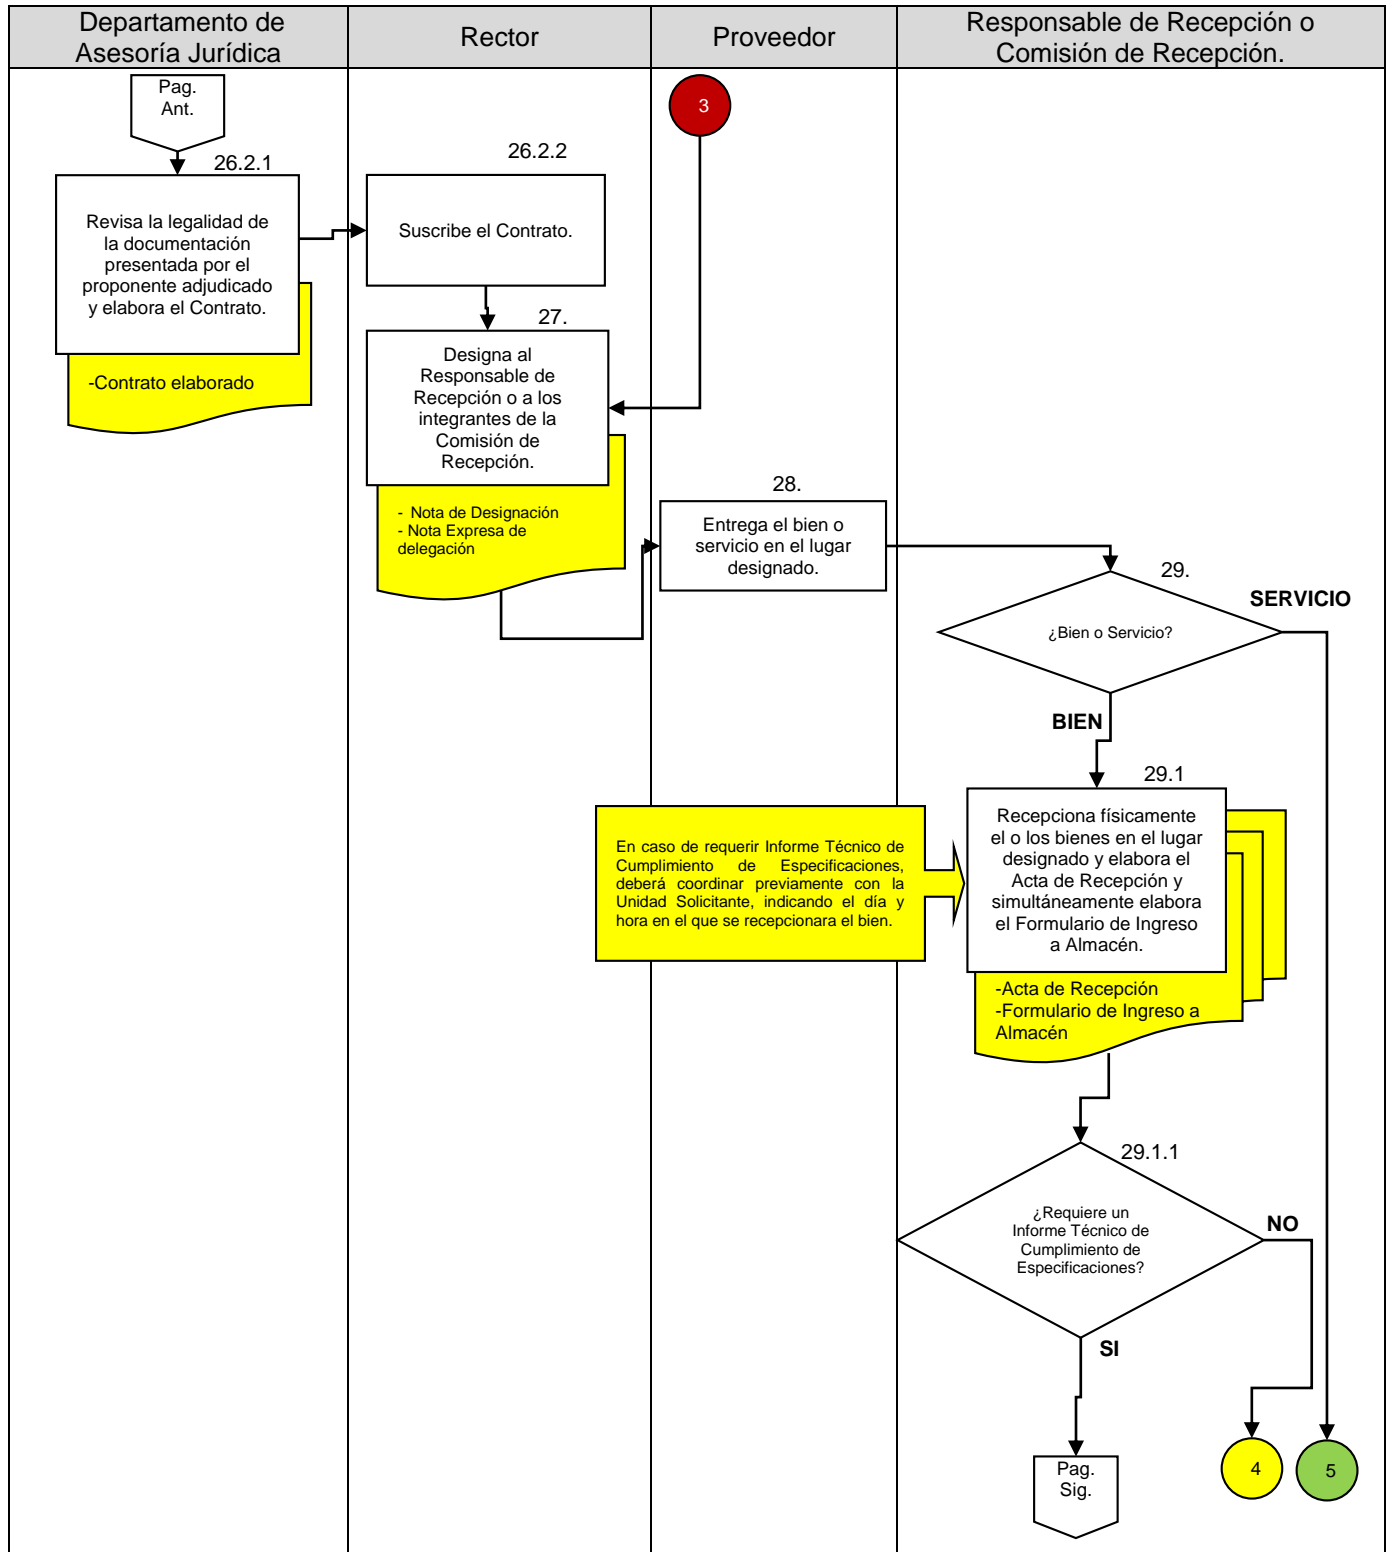 Departamento de
Asesoría Jurídica
Rector
Proveedor
Responsable de Recepción o
Comisión de Recepción.
Pag.
Ant.
3
26.2.1
Revisa la legalidad de
la documentación
presentada por el
proponente adjudicado
y elabora el Contrato.
-Contrato elaborado
26.2.2
Suscribe el Contrato.
27.
Designa al
Responsable de
Recepción o a los
integrantes de la
Comisión de
Recepción.
- Nota de Designación
- Nota Expresa de
delegación
28.
Entrega el bien o
servicio en el lugar
designado.
29.
¿Bien o Servicio?
SERVICIO
BIEN
29.1
Recepciona físicamente
el o los bienes en el lugar
designado y elabora el
Acta de Recepción y
simultáneamente elabora
el Formulario de Ingreso
a Almacén.
En caso de requerir Informe Técnico de
Cumplimiento de Especificaciones,
deberá coordinar previamente con la
Unidad Solicitante, indicando el día y
hora en el que se recepcionara el bien.
-Acta de Recepción
-Formulario de Ingreso a
Almacén
29.1.1
¿Requiere un
Informe Técnico de
Cumplimiento de
Especificaciones?
NO
SI
Pag.
Sig.
4
5